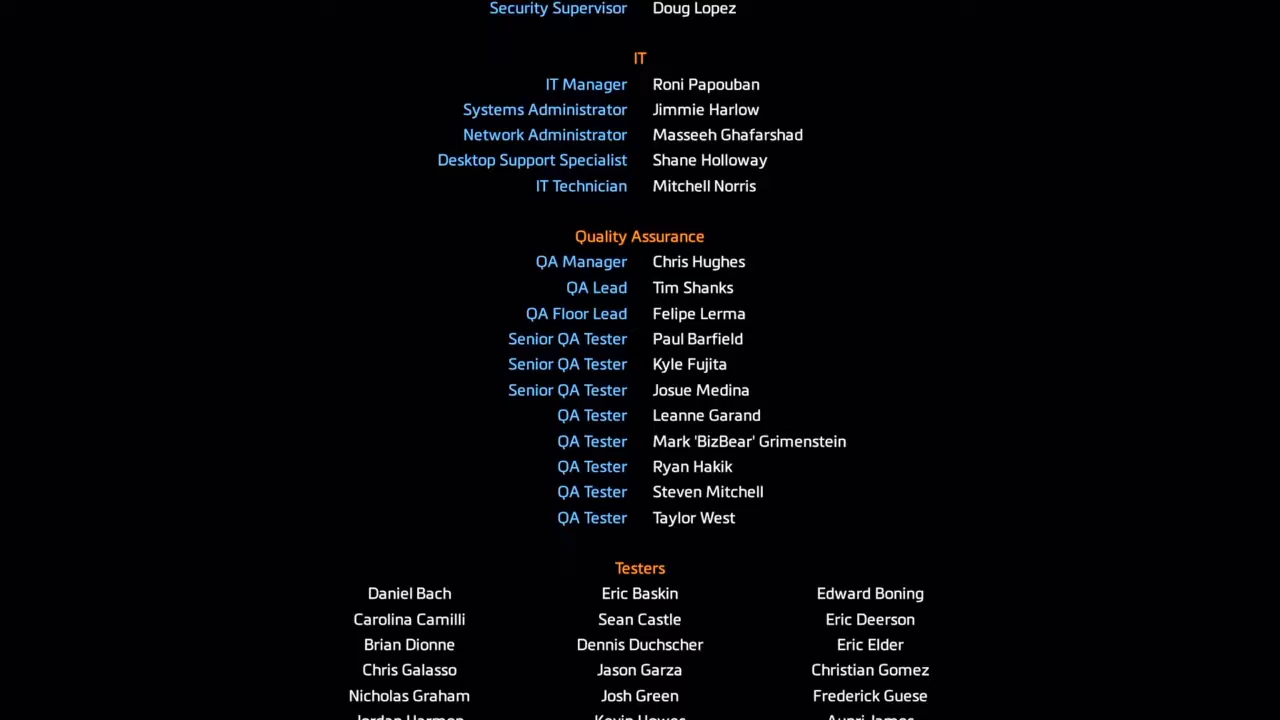 Security Supervisor Doug Lopez
IT
IT Manager Roni Papouban
Systems Administrator Jimmie Harlow
Network Administrator Masseeh Ghafarshad
Desktop Support Specialist Shane Holloway
IT Technician Mitchell Norris
Quality Assurance
QA Manager Chris Hughes
QA Lead Tim Shanks
QA Floor Lead Felipe Lerma
Senior QA Tester Paul Barfield
Senior QA Tester Kyle Fujita
Senior QA Tester Josue Medina
QA Tester Leanne Garand
QA Tester Mark 'BizBear' Grimenstein
QA Tester Ryan Hakik
QA Tester Steven Mitchell
QA Tester Taylor West
Testers
Daniel Bach Eric Baskin Edward Boning
Carolina Camilli Sean Castle Eric Deerson
Brian Dionne Dennis Duchscher Eric Elder
Chris Galasso Jason Garza Christian Gomez
Nicholas Graham Josh Green Frederick Guese
Jordan Harmon Kevin Howes James